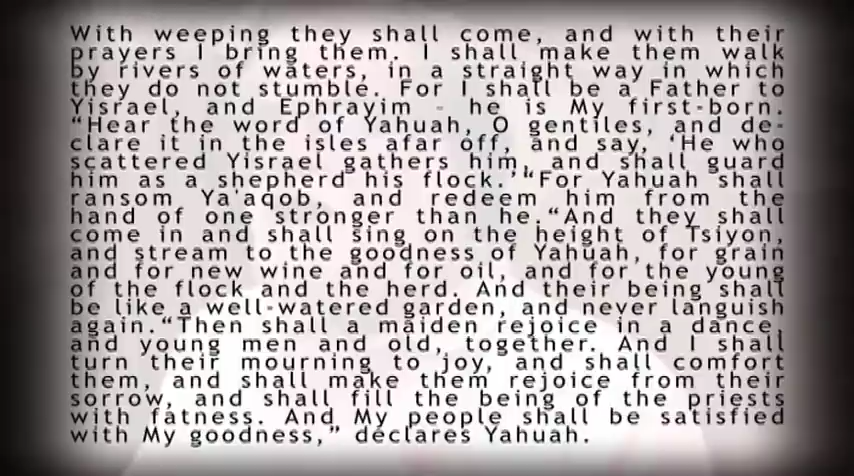 With weeping they shall come, and with their
prayers I bring them. I shall make them walk
by rivers of waters, in a straight way in which
they do not stumble. For I shall be a Father to
Yisrael, and Ephrayim - he is My first-born.
“Hear the word of Yahuah, O gentiles, and de-
clare it in the isles afar off, and say, ‘He who
scattered Yisrael gathers him, and shall guard
him as a shepherd his flock.’“For Yahuah shall
ransom Ya'aqob, and redeem him from the
hand of one stronger than he.“And they shall
come in and shall sing on the height of Tsiyon,
and stream to the goodness of Yahuah, for grain
and for new wine and for oil, and for the young
of the flock and the herd. And their being shall
be like a well-watered garden, and never languish
again.“Then shall a maiden rejoice in a dance,
and young men and old, together. And I shall
turn their mourning to joy, and shall comfort
them, and shall make them rejoice from their
sorrow, and shall fill the being of the priests
with fatness. And My people shall be satisfied
with My goodness,” declares Yahuah.